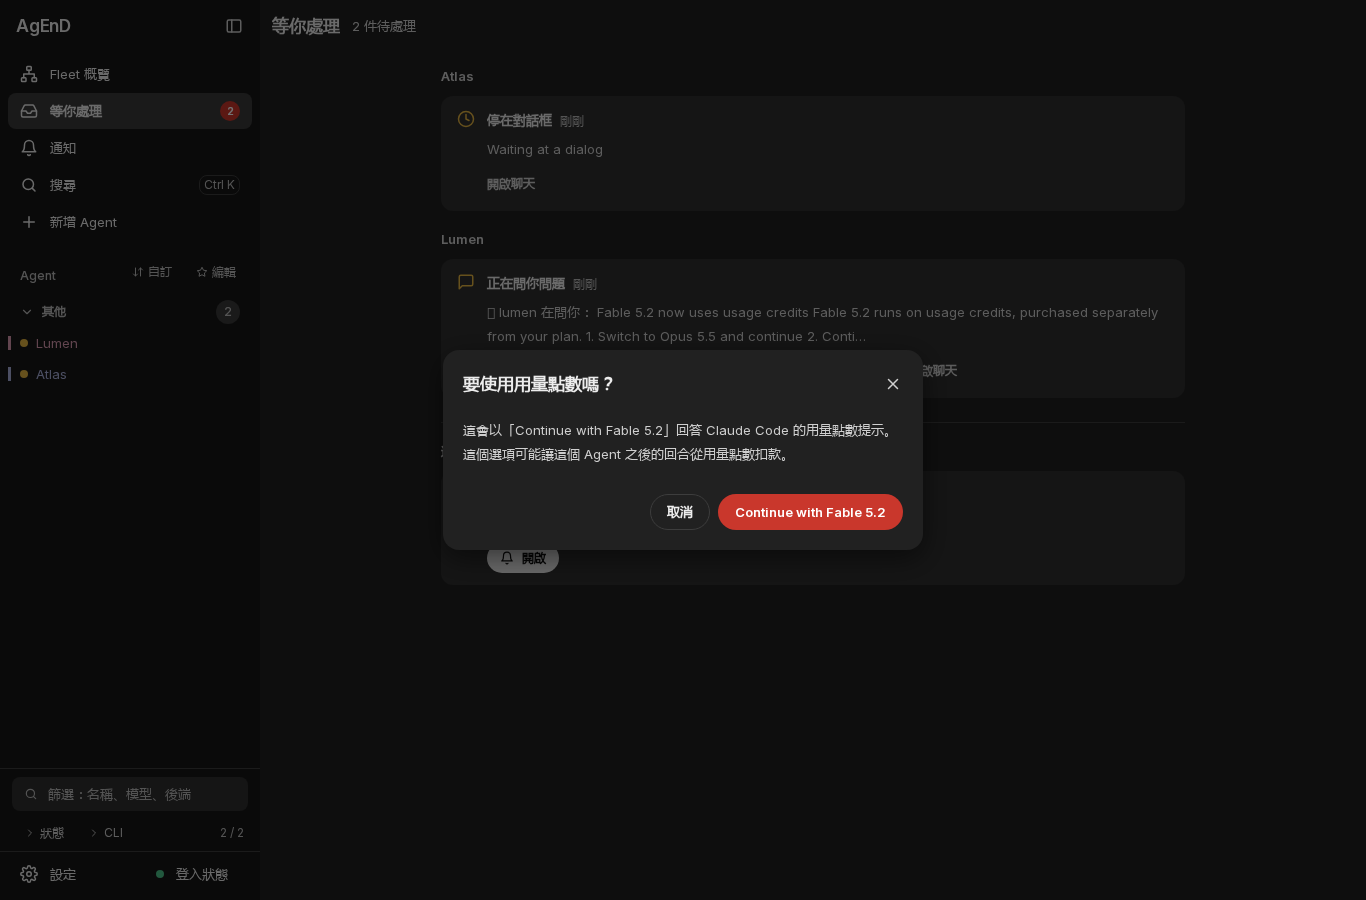 AgEnD
Fleet 概覽
等你處理 2
通知
搜尋 Ctrl K
新增 Agent
Agent 自訂 編輯
其他 2
Lumen
Atlas
篩選：名稱、模型、後端
狀態 CLI 2 / 2
設定 登入狀態
等你處理 2 件待處理
Atlas
停在對話框 剛剛
Waiting at a dialog
開啟聊天
Lumen
正在問你問題 剛剛
lumen 在問你： Fable 5.2 now uses usage credits Fable 5.2 runs on usage credits, purchased separately
from your plan. 1. Switch to Opus 5.5 and continue 2. Conti…
啟聊天
要使用用量點數嗎？
這會以「Continue with Fable 5.2」回答 Claude Code 的用量點數提示。
這個選項可能讓這個 Agent 之後的回合從用量點數扣款。
取消 Continue with Fable 5.2
開啟